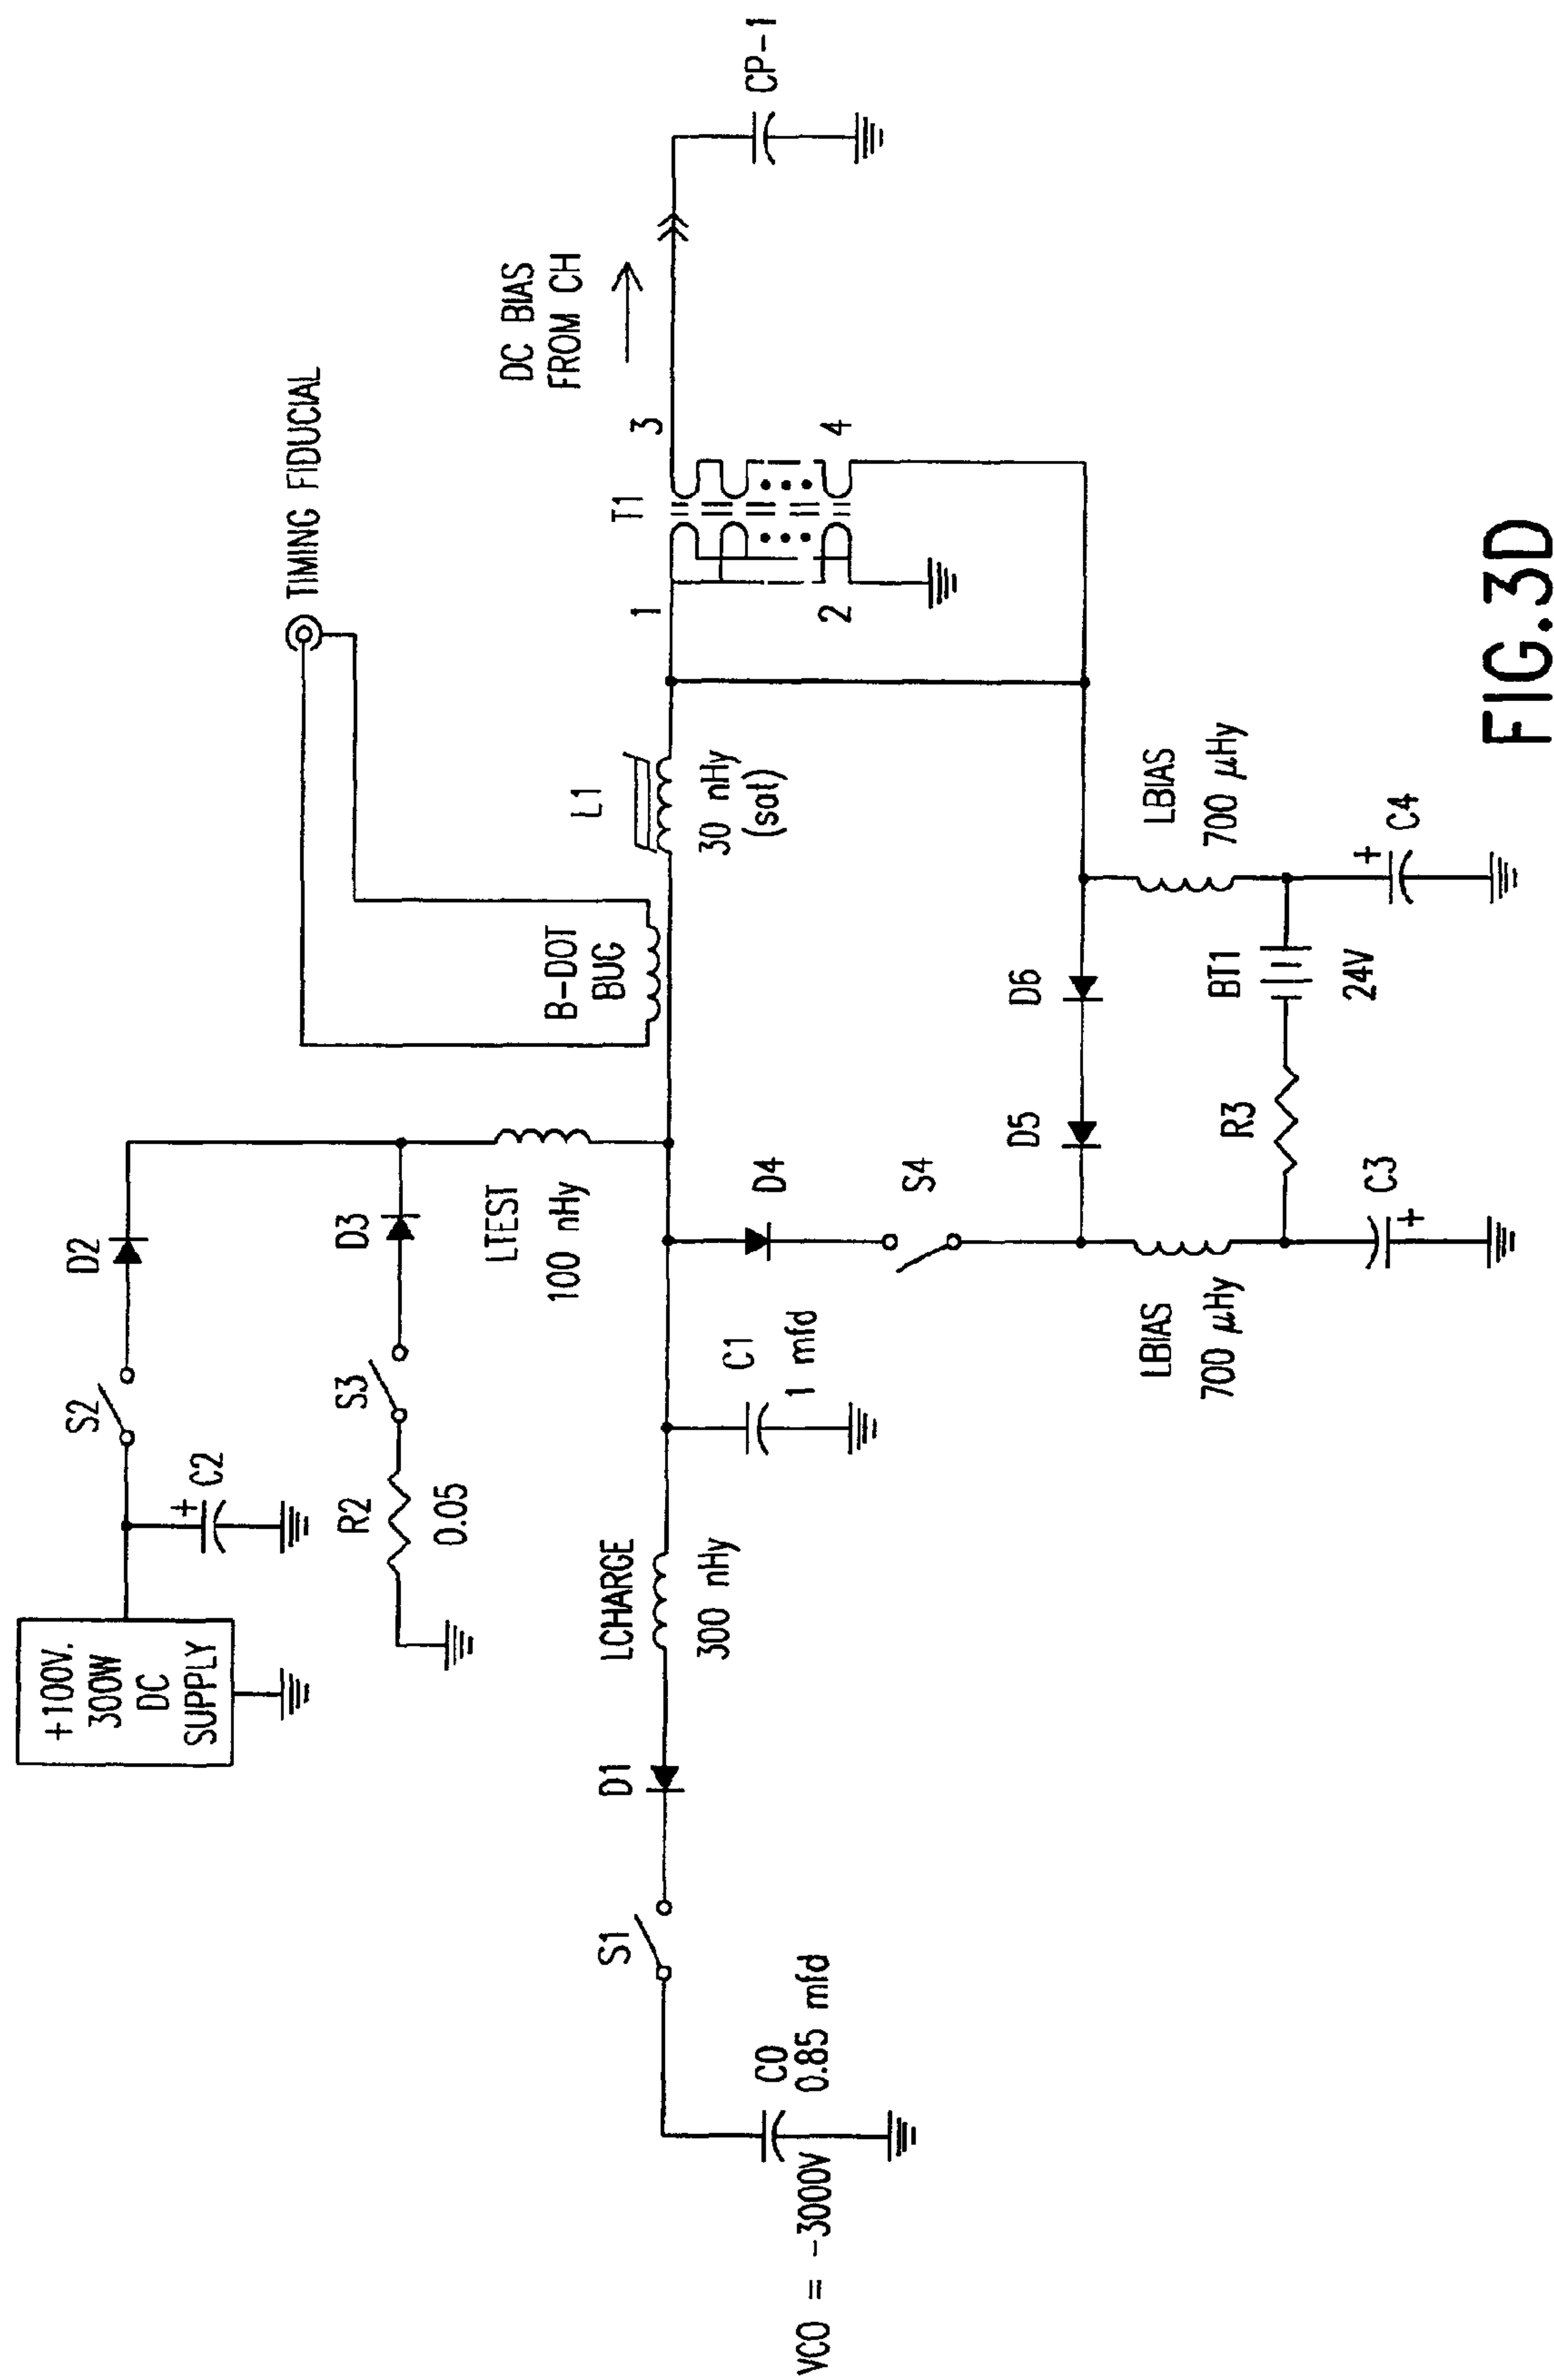 +100V.
300W
DC
SUPPLY
S2
D2
C2
+
R2
0.05
S3
D3
LTEST
100 nHy
TIMING FIDUCIAL
B-DOT
BUG
VCO = -3000V
C0
0.85 mfd
S1
D1
LCHARGE
300 nHy
C1
1 mfd
D4
S4
L1
30 nHy
(sat)
1
2
T1
3
4
DC BIAS
FROM CH
CP-1
D5
D6
LBIAS
700 μHy
LBIAS
700 μHy
R3
BT1
24V
C3
+
C4
+
FIG.3D